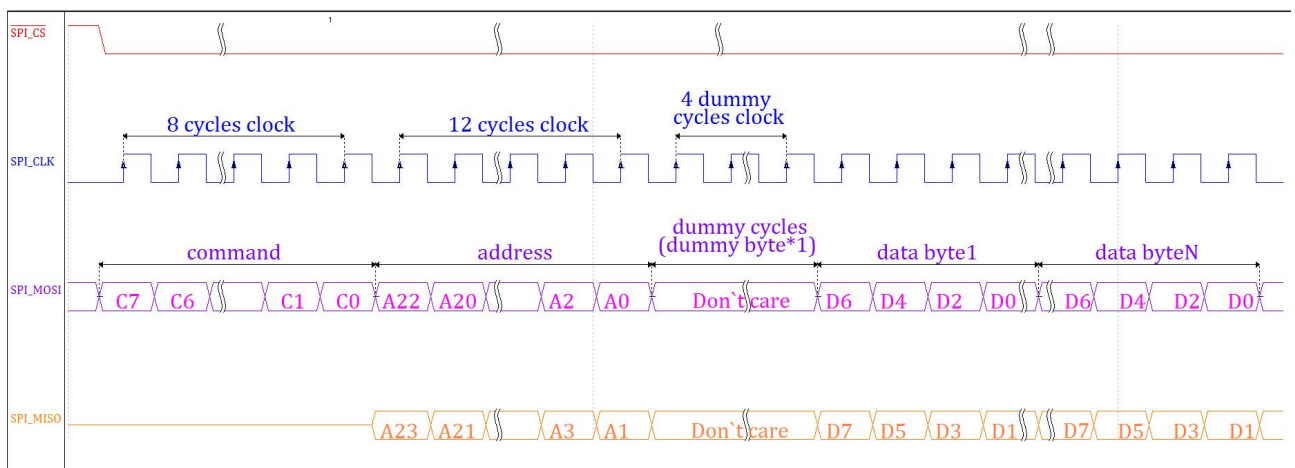 1
SPI_CS
8 cycles clock
12 cycles clock
4 dummy
cycles clock
SPI_CLK
command
address
dummy cycles
(dummy byte*1)
data byte1
data byteN
SPI_MOSI
C7 C6 C1 C0 A22 A20 A2 A0 Don`t care D6 D4 D2 D0 D6 D4 D2 D0
SPI_MISO
A23 A21 A3 A1 Don`t care D7 D5 D3 D1 D7 D5 D3 D1